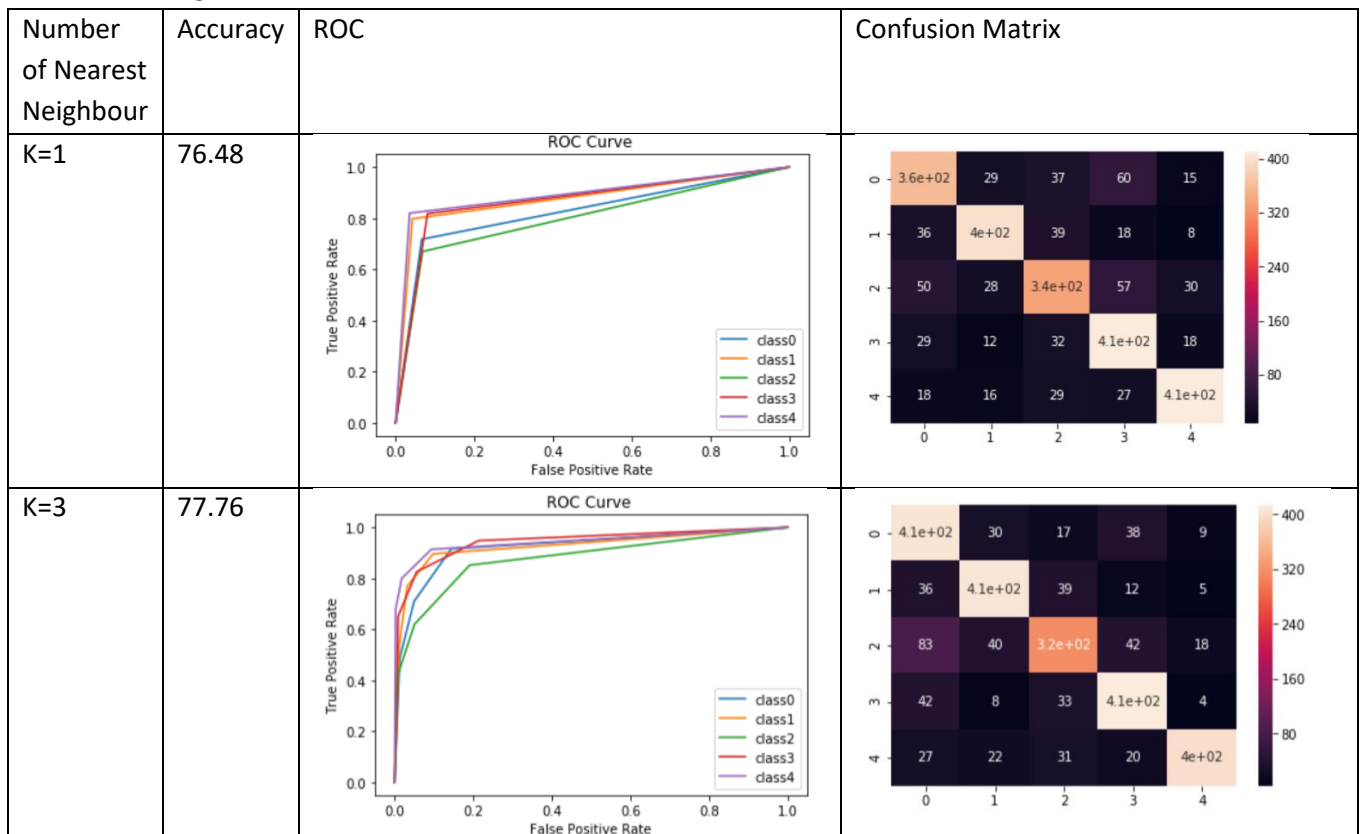 Number of Nearest Neighbour
Accuracy
ROC
Confusion Matrix
K=1
76.48
ROC Curve
True Positive Rate
1.0
0.8
0.6
0.4
0.2
0.0
class0
class1
class2
class3
class4
0.0 0.2 0.4 0.6 0.8 1.0
False Positive Rate
0 3.6e+02 29 37 60 15
1 36 4e+02 39 18 8
2 50 28 3.4e+02 57 30
3 29 12 32 4.1e+02 18
4 18 16 29 27 4.1e+02
0 1 2 3 4
400
320
240
160
80
K=3
77.76
ROC Curve
True Positive Rate
1.0
0.8
0.6
0.4
0.2
0.0
class0
class1
class2
class3
class4
0.0 0.2 0.4 0.6 0.8 1.0
False Positive Rate
0 4.1e+02 30 17 38 9
1 36 4.1e+02 39 12 5
2 83 40 3.2e+02 42 18
3 42 8 33 4.1e+02 4
4 27 22 31 20 4e+02
0 1 2 3 4
400
320
240
160
80